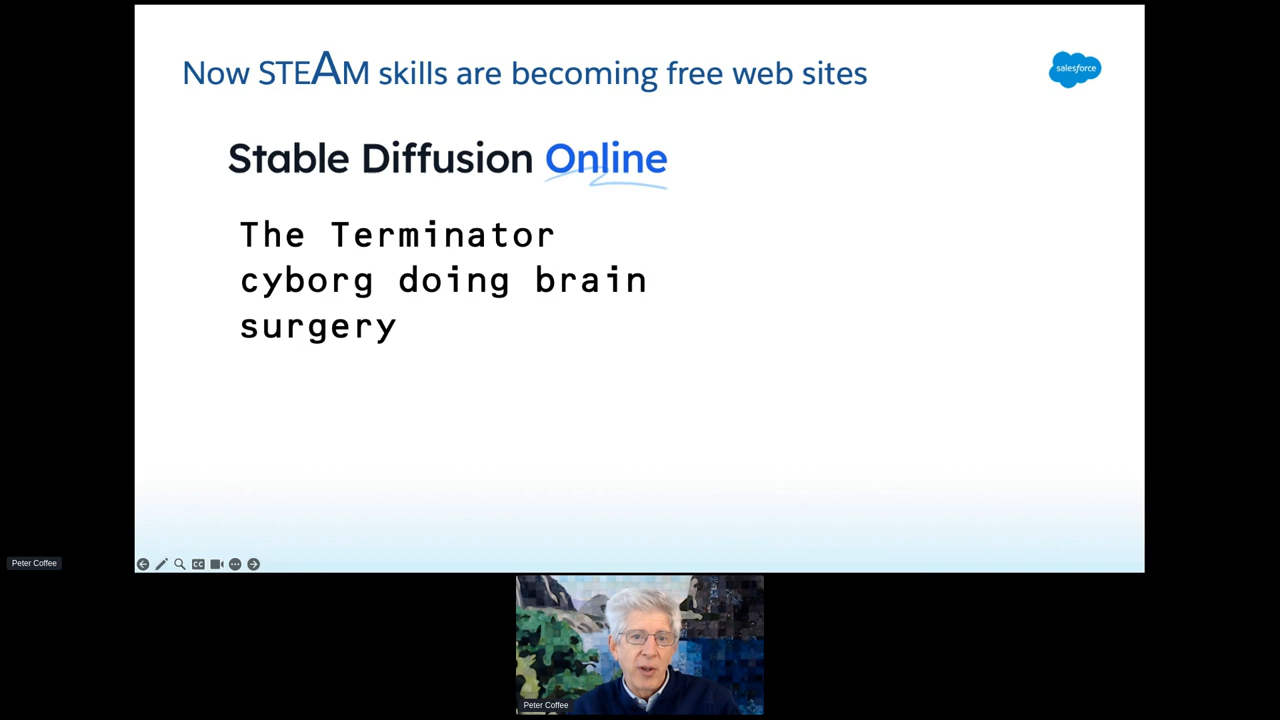 Now STEAM skills are becoming free web sites
salesforce
Stable Diffusion Online
The Terminator
cyborg doing brain
surgery
CC
Peter Coffee
Peter Coffee